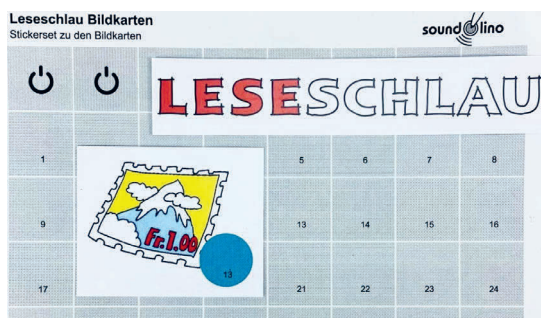 Leseschlau Bildkarten
Stickerset zu den Bildkarten
soundolino
LESESCHLAU
1 5 6 7 8
Fr.1.00
9 13 14 15 16
13
17 21 22 23 24